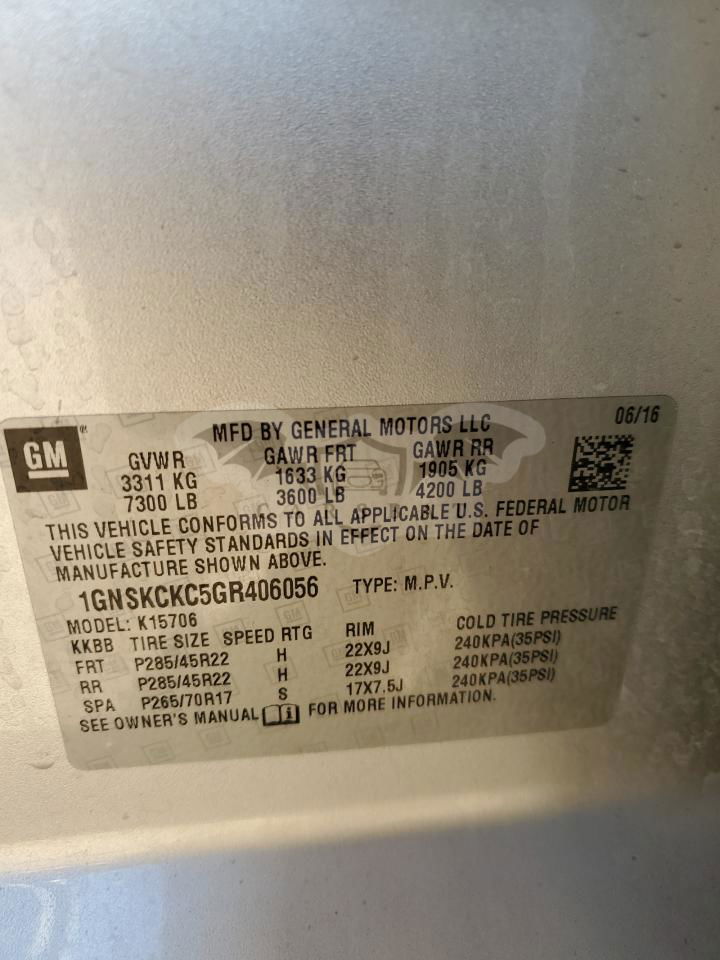 GM
MFD BY GENERAL MOTORS LLC
06/16
GVWR GAWR FRT GAWR RR
3311 KG 1633 KG 1905 KG
7300 LB 3600 LB 4200 LB
THIS VEHICLE CONFORMS TO ALL APPLICABLE U.S. FEDERAL MOTOR
VEHICLE SAFETY STANDARDS IN EFFECT ON THE DATE OF
MANUFACTURE SHOWN ABOVE.
1GNSKCKC5GR406056 TYPE: M.P.V.
MODEL: K15706
KKBB TIRE SIZE SPEED RTG RIM COLD TIRE PRESSURE
FRT P285/45R22 H 22X9J 240KPA(35PSI)
RR P285/45R22 H 22X9J 240KPA(35PSI)
SPA P265/70R17 S 17X7.5J 240KPA(35PSI)
SEE OWNER'S MANUAL FOR MORE INFORMATION.